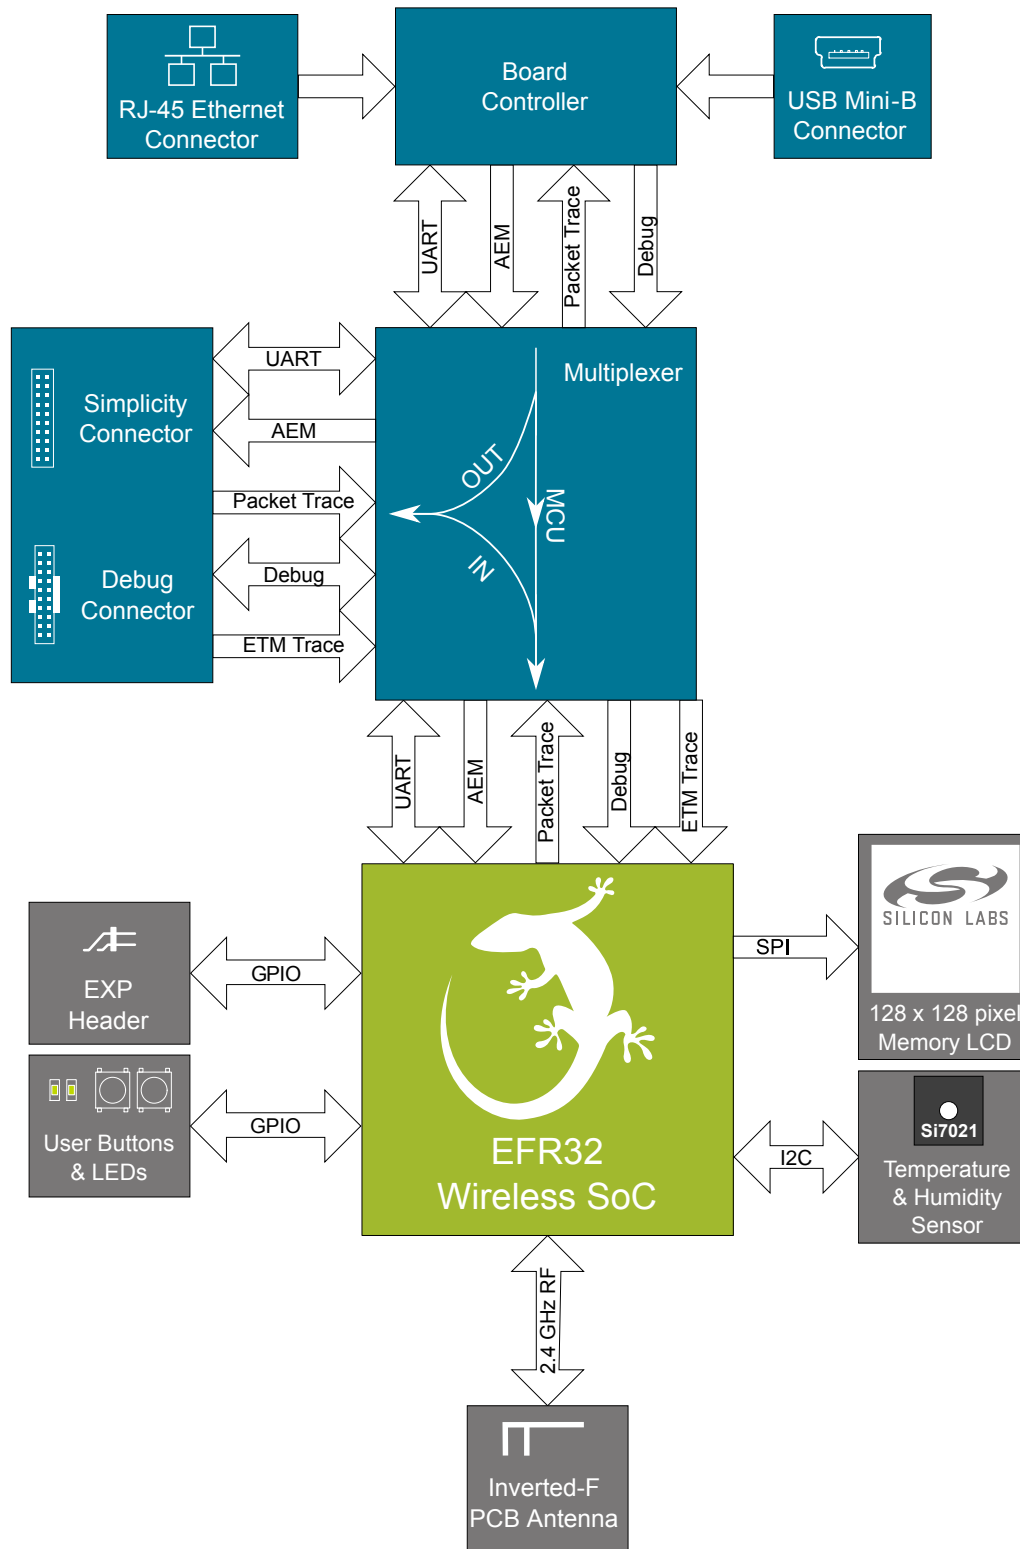 RJ-45 Ethernet
Connector
Board
Controller
USB Mini-B
Connector
UART
AEM
Packet Trace
Debug
Simplicity
Connector
Debug
Connector
UART
AEM
Packet Trace
Debug
ETM Trace
Multiplexer
OUT
MCU
IN
UART
AEM
Packet Trace
Debug
ETM Trace
EXP
Header
GPIO
User Buttons
& LEDs
GPIO
EFR32
Wireless SoC
SPI
SILICON LABS
128 x 128 pixel
Memory LCD
I2C
Si7021
Temperature
& Humidity
Sensor
2.4 GHz RF
Inverted-F
PCB Antenna